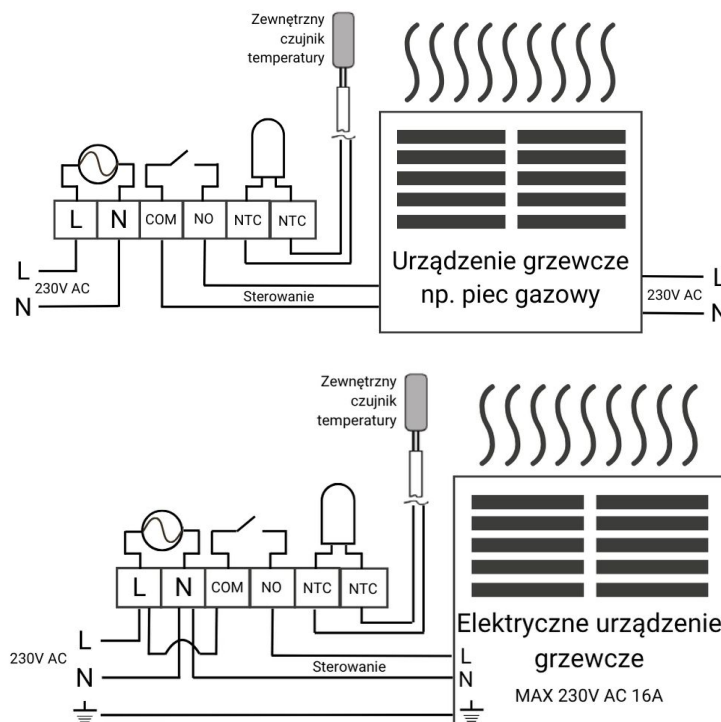 Zewnętrzny
czujnik
temperatury
L N COM NO NTC NTC
L
230V AC
N
Sterowanie
Urządzenie grzewcze
np. piec gazowy
L
230V AC
N
Zewnętrzny
czujnik
temperatury
L N COM NO NTC NTC
L
230V AC
N
Sterowanie
Elektryczne urządzenie
grzewcze
L
N
MAX 230V AC 16A